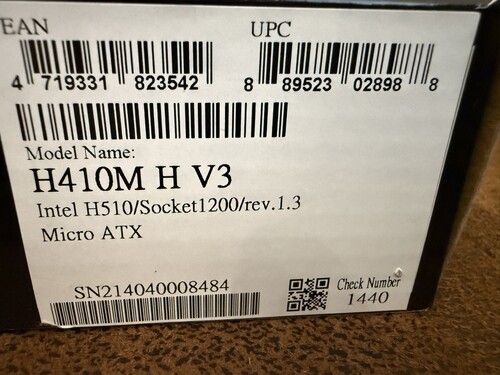 EAN
UPC
4 719331 823542
8 89523 02898 8
Model Name:
H410M H V3
Intel H510/Socket1200/rev.1.3
Micro ATX
SN214040008484
Check Number
1440